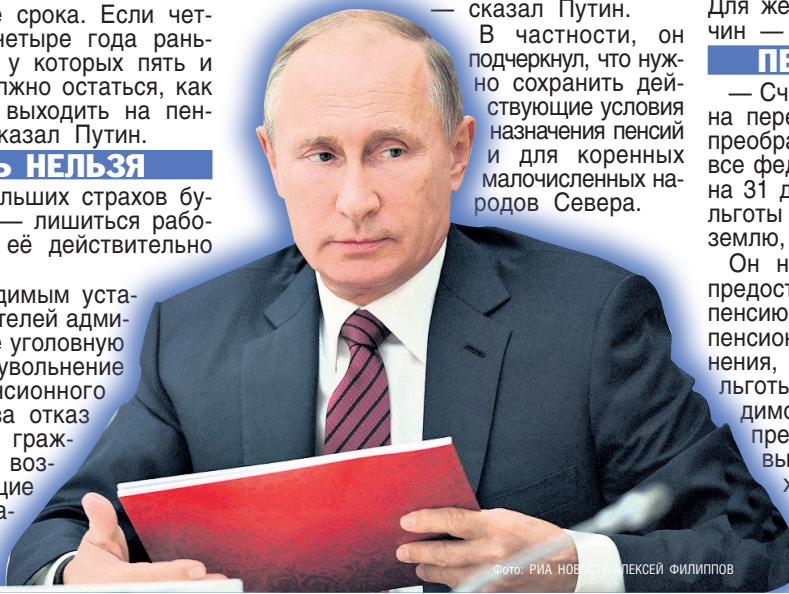 е срока. Если чет-
четыре года рань-
у которых пять и
лжно остаться, как
выходить на пен-
казал Путин.
Ь НЕЛЬЗЯ
льших страхов бу-
— лишиться рабо-
её действительно
димым уста-
телей адми-
е уголовную
увольнение
нсионного
за отказ
граж-
воз-
щие
а-
— сказал Путин.
В частности, он
подчеркнул, что нуж-
но сохранить дей-
ствующие условия
назначения пенсий
и для коренных
малочисленных на-
родов Севера.
Для же
чин —
ПЕ
— Сч
на пере
преобра
все фед
на 31 д
льготы
землю,
Он н
предост
пенсию
пенсион
нения,
льготы
димо
пре
вы
х
Фото: РИА НОВОСТИ/АЛЕКСЕЙ ФИЛИППОВ